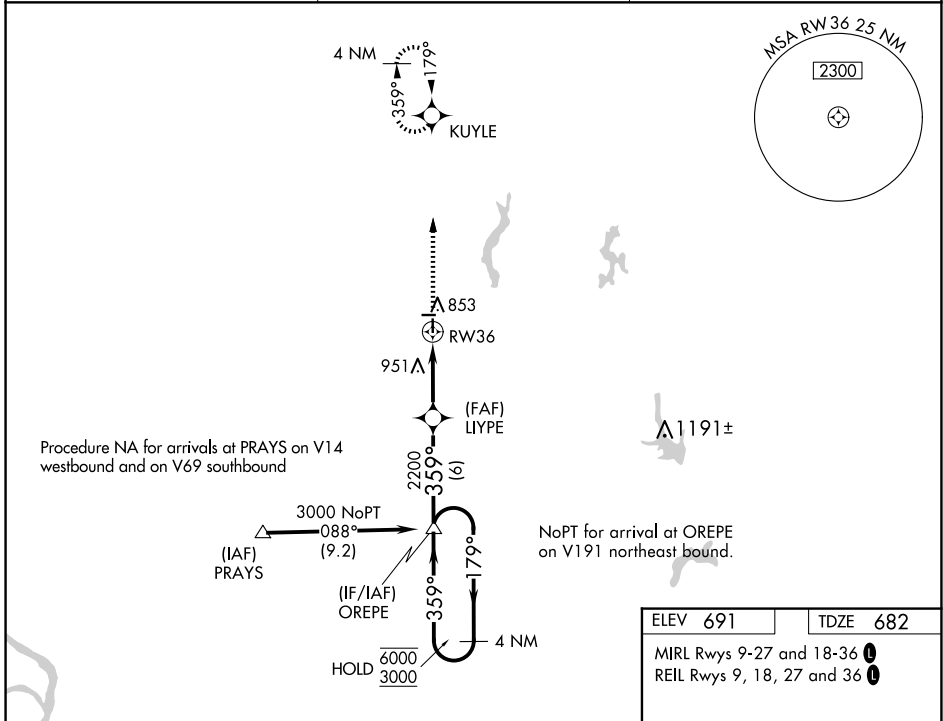 MSA RW 36 25 NM
2300
4 NM
359°
179°
KUYLE
853
RW36
951
(FAF)
LIYPE
1191±
Procedure NA for arrivals at PRAYS on V14
westbound and on V69 southbound
2200
359°
(6)
3000 NoPT
088°
(9.2)
(IAF)
PRAYS
(IF/IAF)
OREPE
NoPT for arrival at OREPE
on V191 northeast bound.
359°
179°
4 NM
HOLD
6000
3000
ELEV 691
TDZE 682
MIRL Rwys 9-27 and 18-36 L
REIL Rwys 9, 18, 27 and 36 L